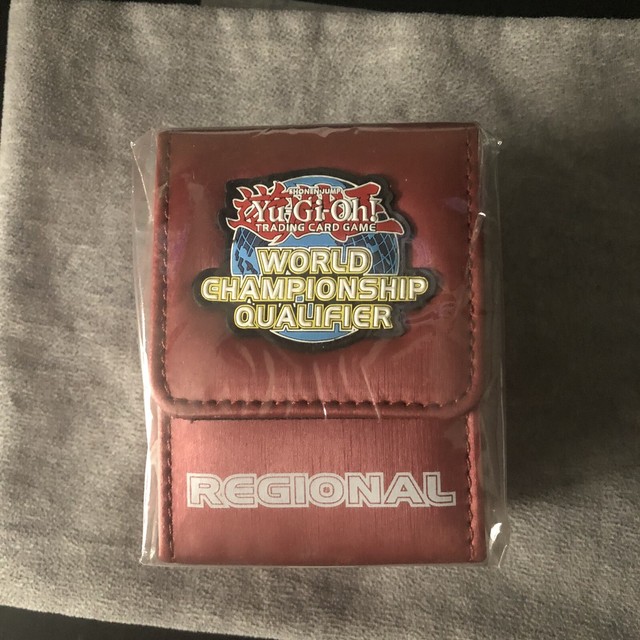 SHONEN JUMP
Yu-Gi-Oh!
TRADING CARD GAME
WORLD
CHAMPIONSHIP
QUALIFIER
REGIONAL